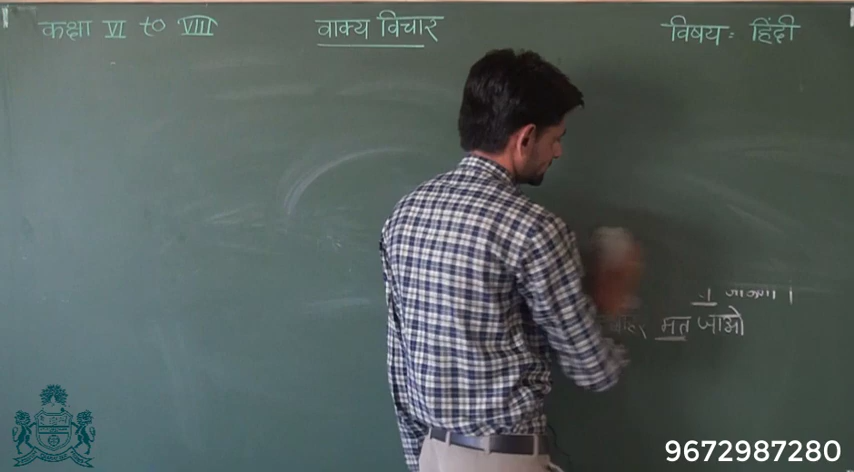 कक्षा VI to VIII
वाक्य विचार
विषय: हिंदी
मत जाओ
9672987280